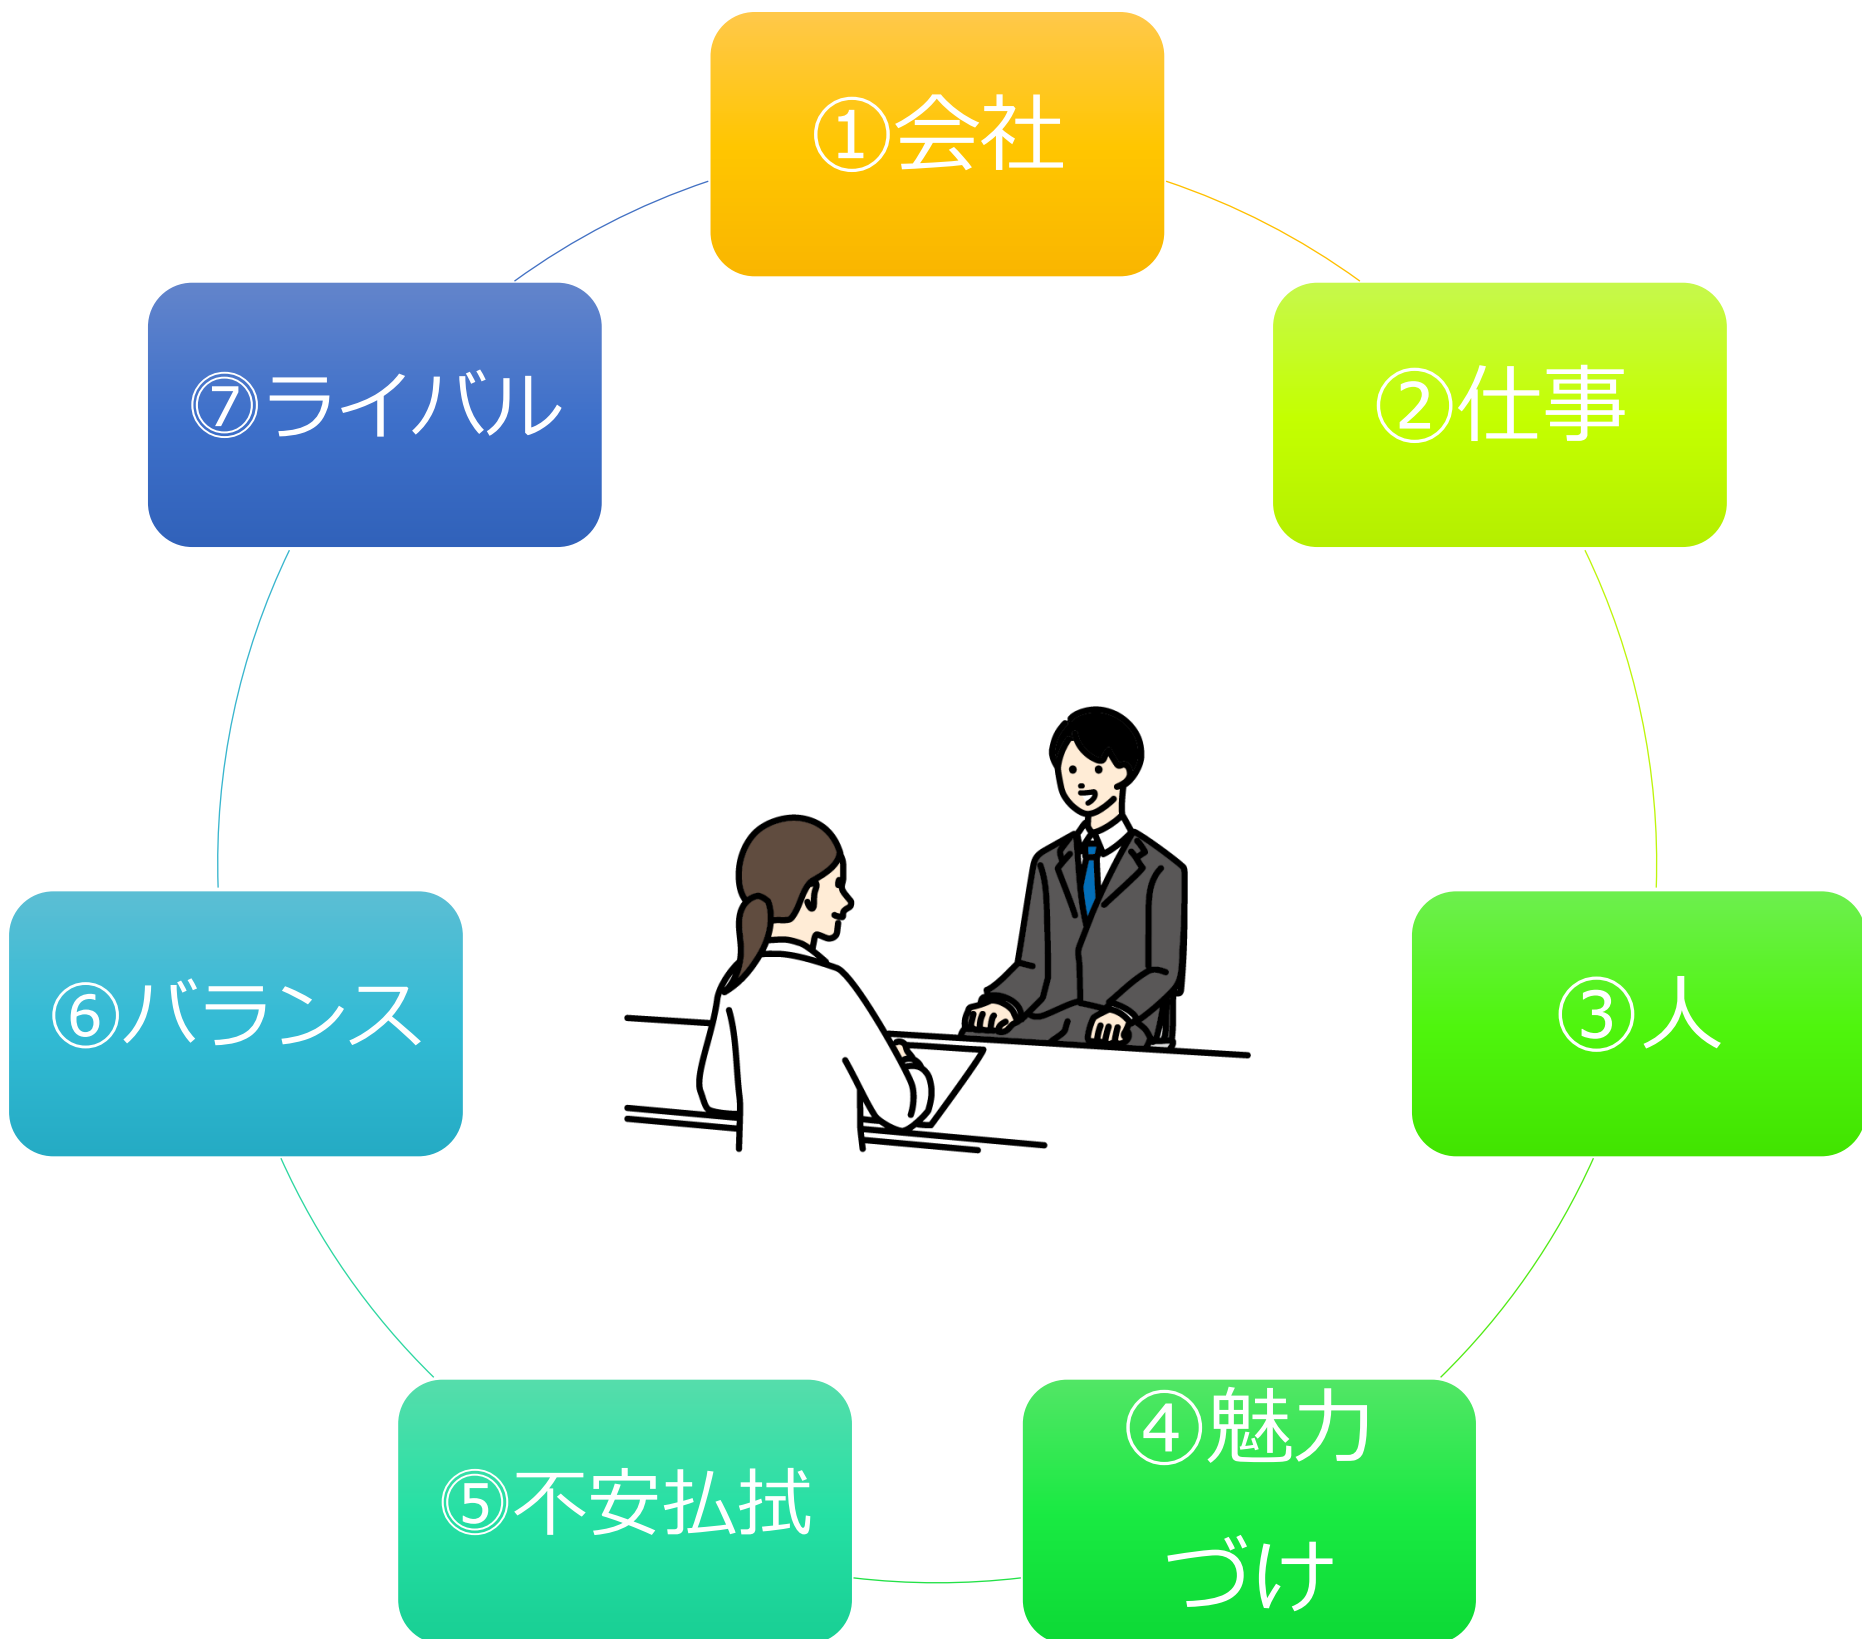 ①会社
②仕事
③人
④魅力
づけ
⑤不安払拭
⑥バランス
⑦ライバル